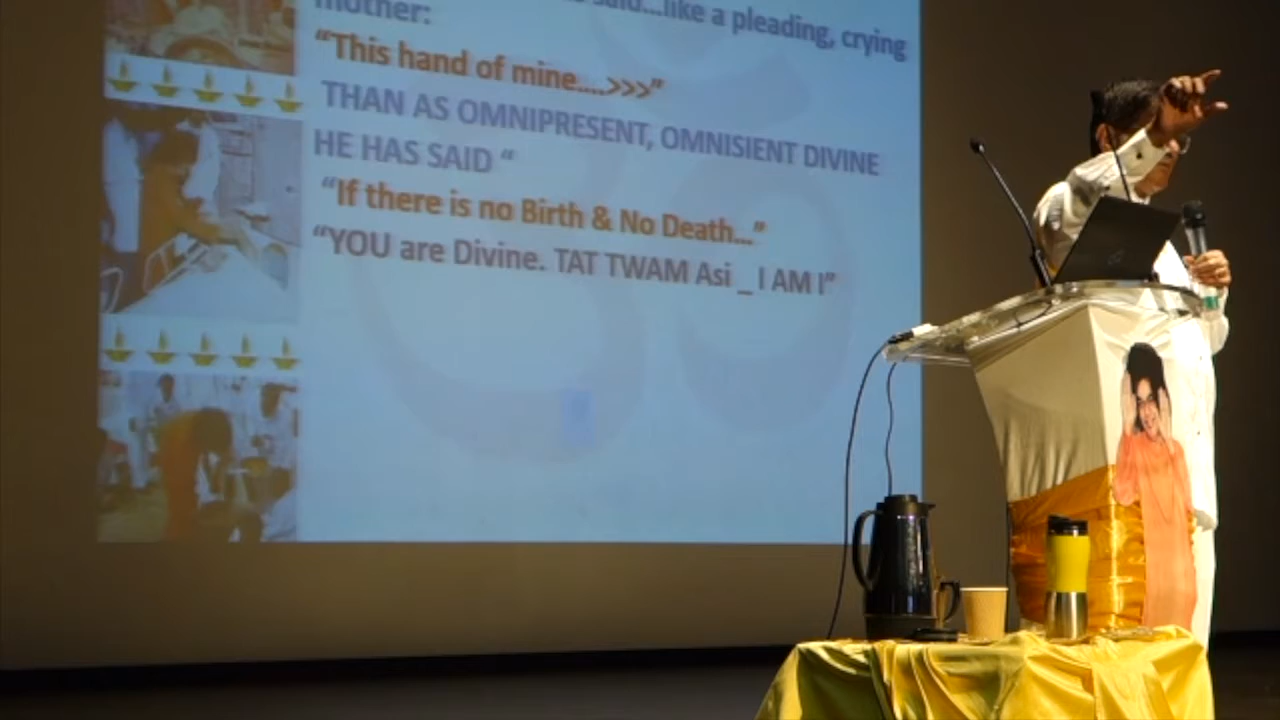 said...like a pleading, crying
mother:
“This hand of mine....>>>”
THAN AS OMNIPRESENT, OMNISIENT DIVINE
HE HAS SAID “
“If there is no Birth & No Death...”
“YOU are Divine. TAT TWAM Asi _ I AM I”